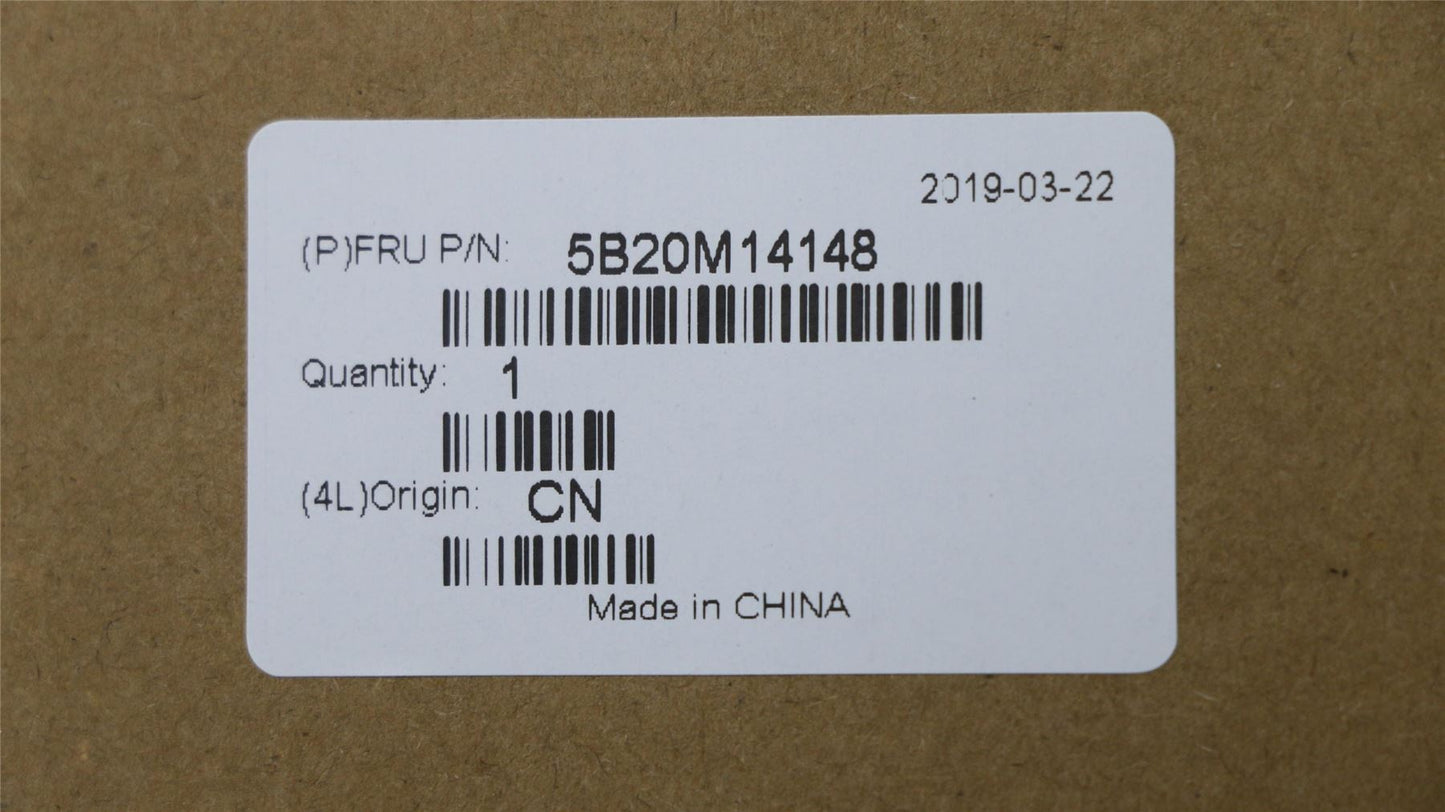 2019-03-22
(P)FRU P/N: 5B20M14148
Quantity: 1
(4L)Origin: CN
Made in CHINA